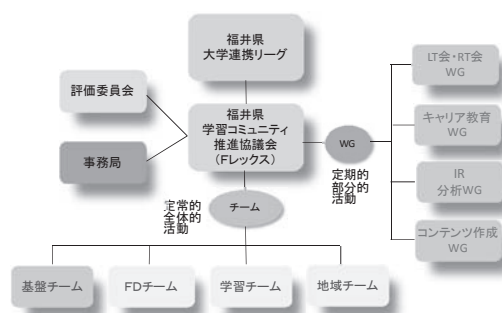 福井県
大学連携リーグ
評価委員会
事務局
福井県
学習コミュニティ
推進協議会
(Fレックス)
WG
定期的
部分的
活動
LT会・RT会
WG
キャリア教育
WG
IR
分析WG
コンテンツ作成
WG
定常的
全体的
活動
チーム
基盤チーム
FDチーム
学習チーム
地域チーム